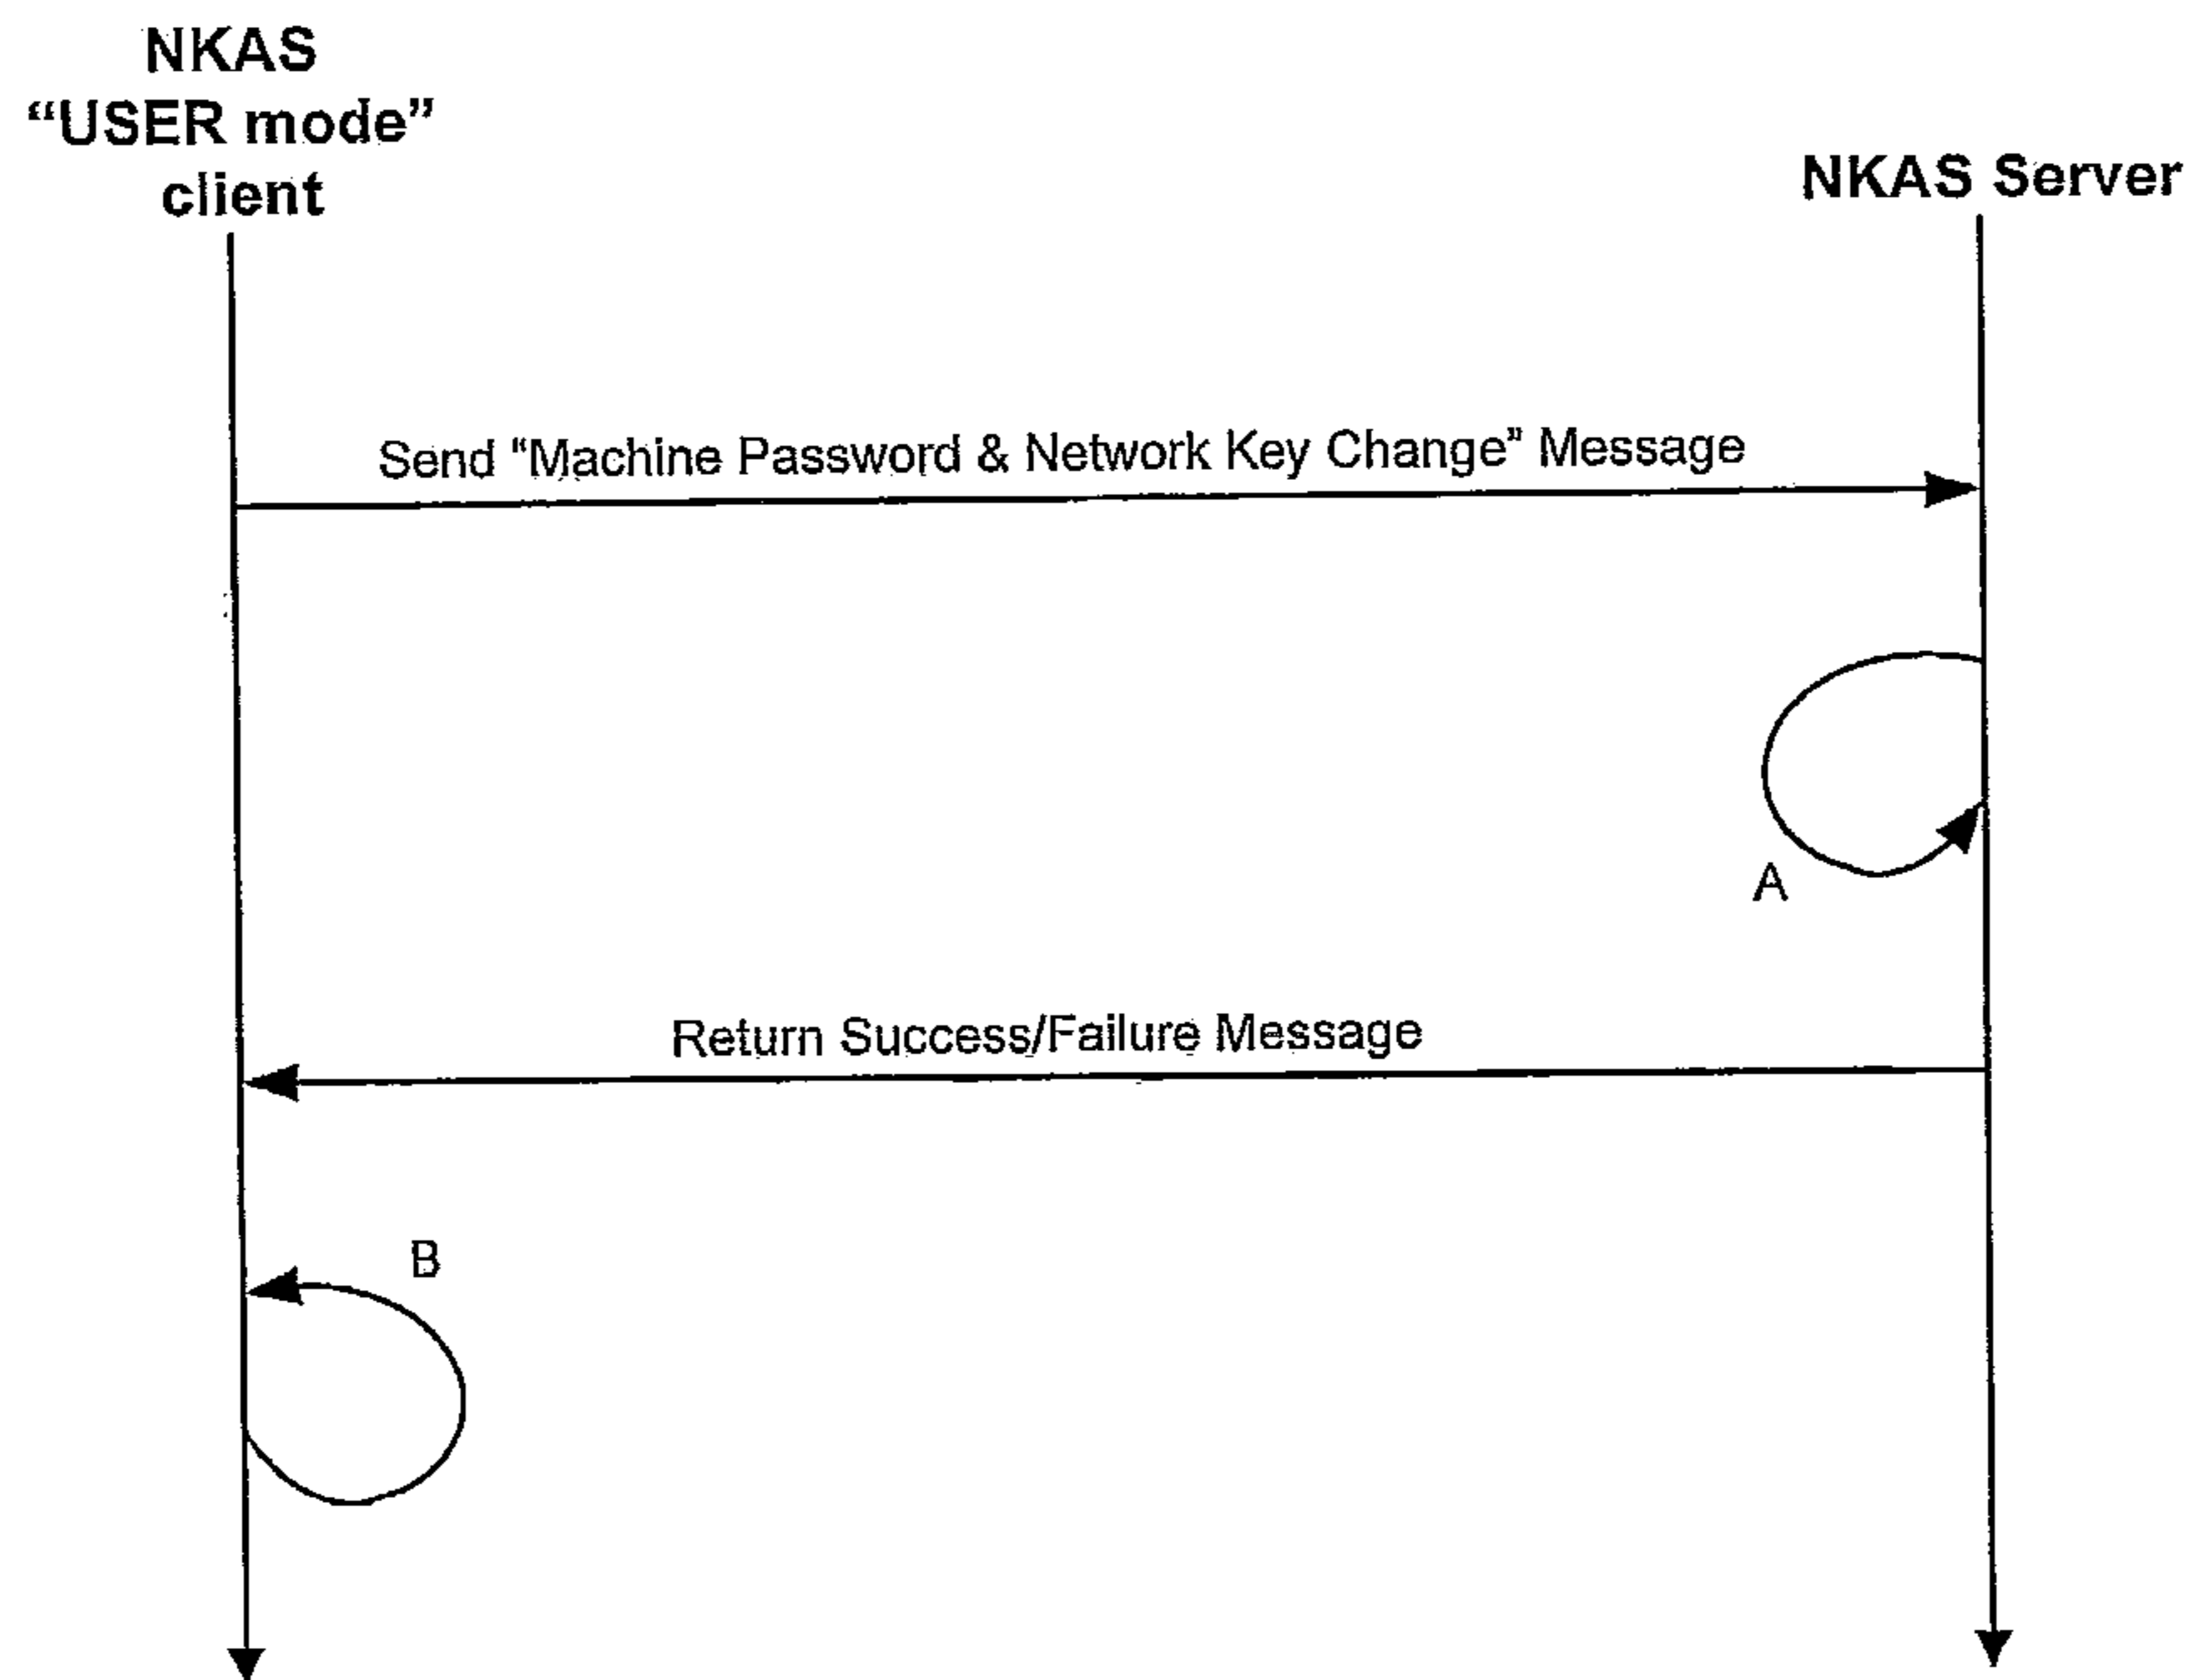 NKAS
“USER mode”
client
NKAS Server
Send “Machine Password & Network Key Change” Message
A
Return Success/Failure Message
B